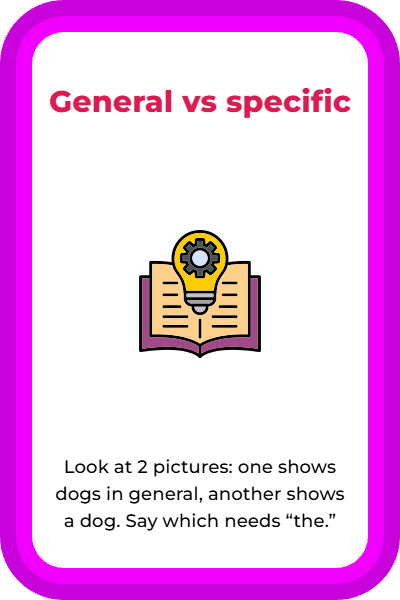 General vs specific
Look at 2 pictures: one shows
dogs in general, another shows
a dog. Say which needs “the.”